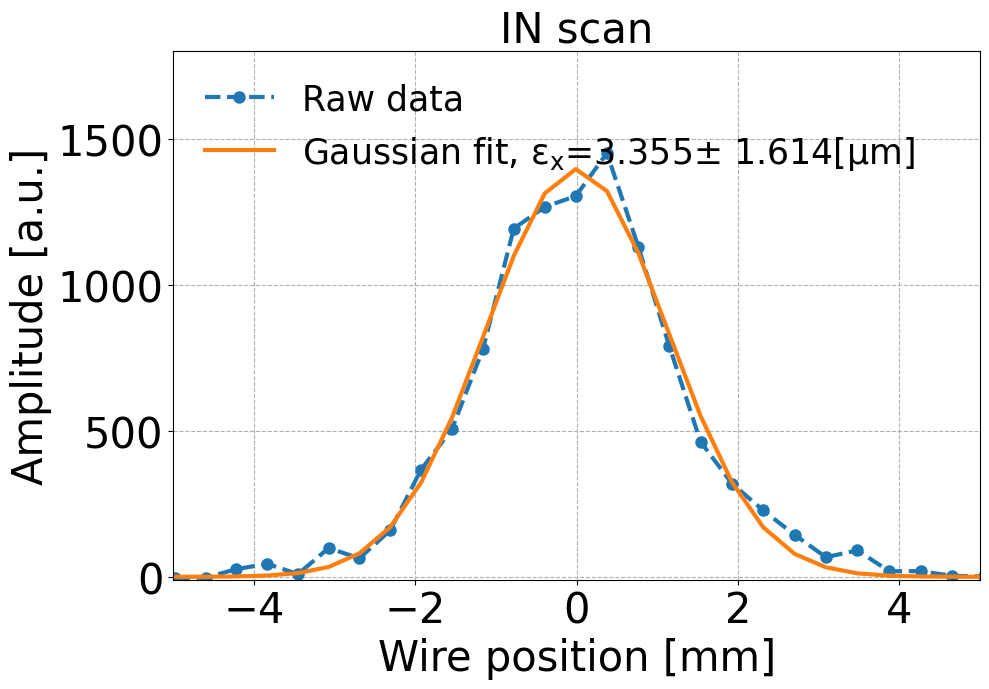 IN scan
Raw data
Gaussian fit, εx=3.355± 1.614[μm]
1500
1000
500
0
Amplitude [a.u.]
−4 −2 0 2 4
Wire position [mm]